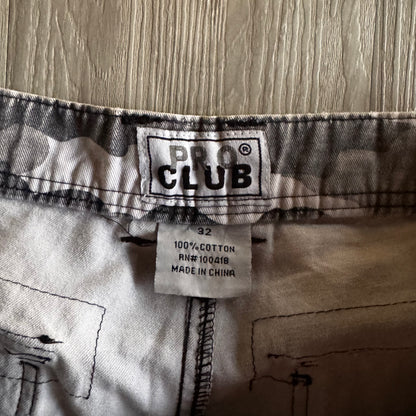 PRO®
CLUB
32
100% COTTON
RN# 100418
MADE IN CHINA